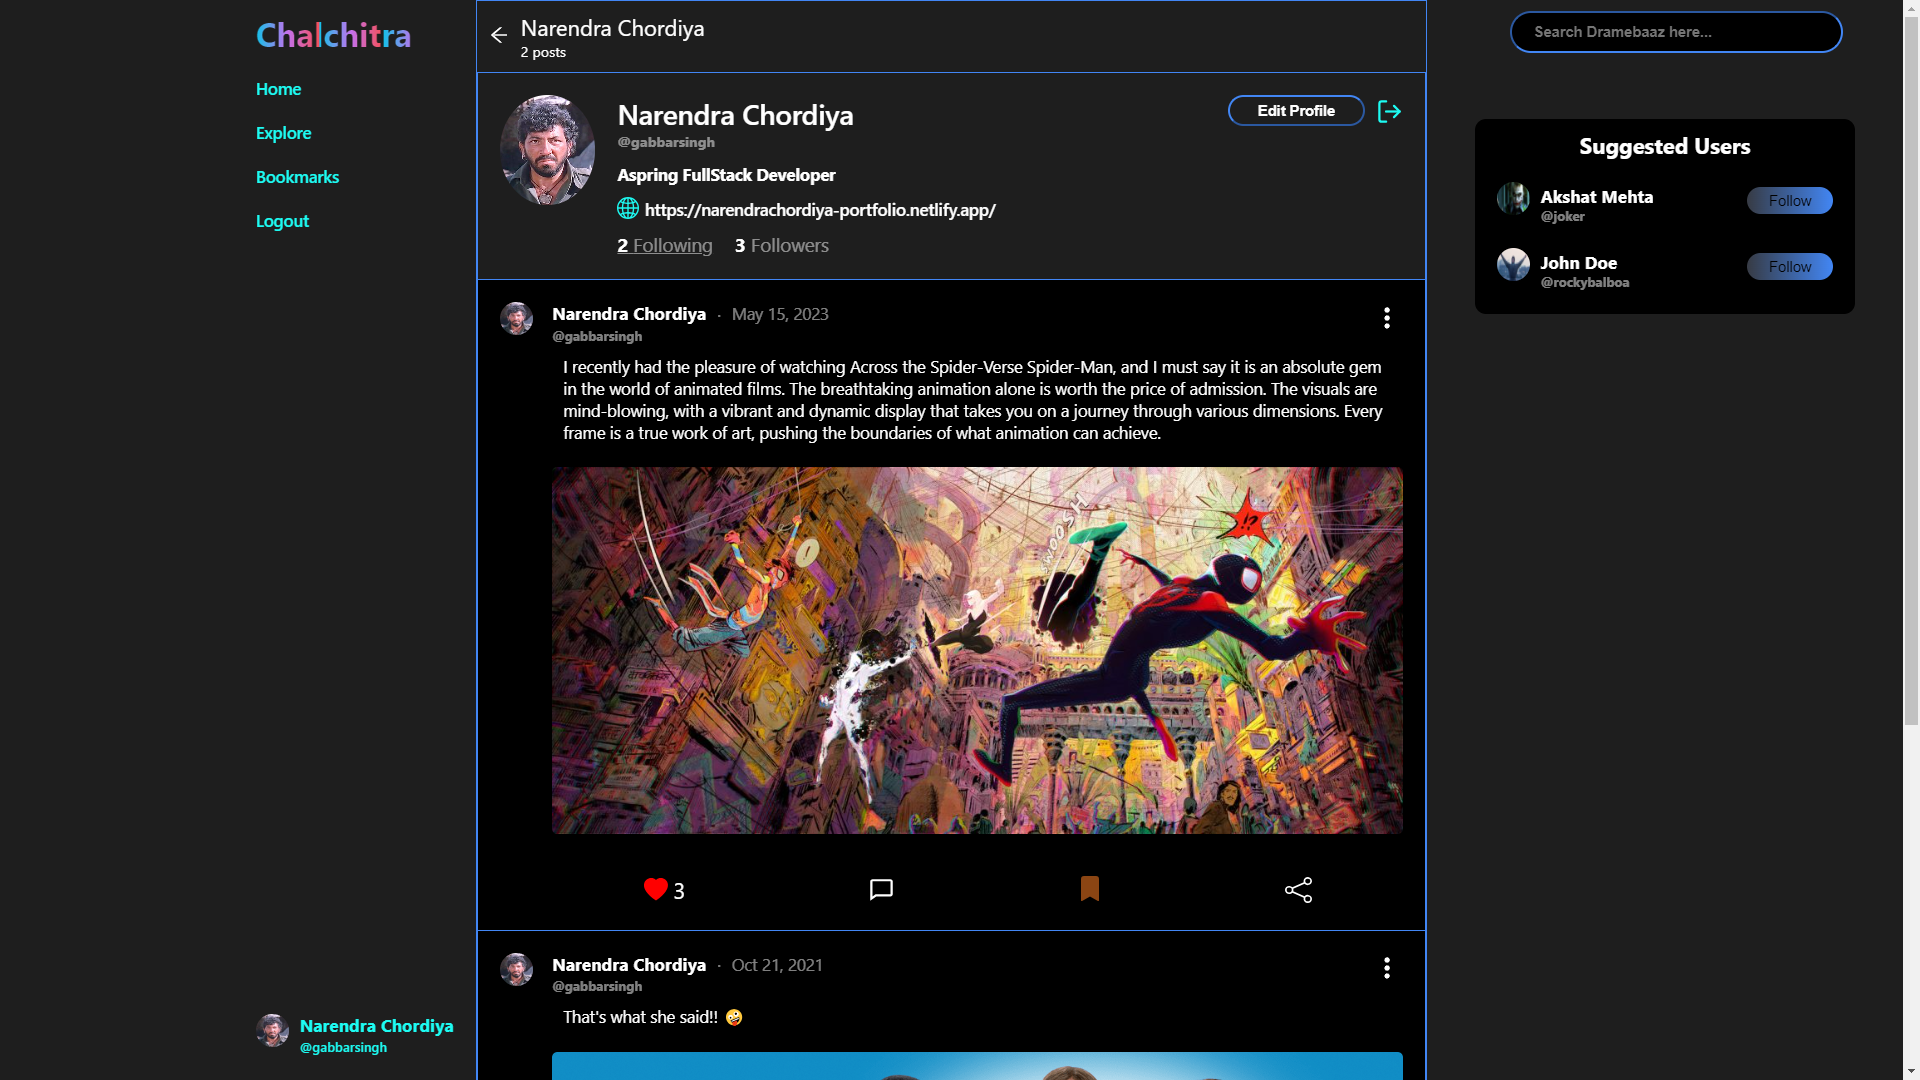 Chalchitra
Home
Explore
Bookmarks
Logout
Narendra Chordiya
@gabbarsingh
Narendra Chordiya
2 posts
Narendra Chordiya
@gabbarsingh
Edit Profile
Aspring FullStack Developer
https://narendrachordiya-portfolio.netlify.app/
2 Following 3 Followers
Narendra Chordiya · May 15, 2023
@gabbarsingh
I recently had the pleasure of watching Across the Spider-Verse Spider-Man, and I must say it is an absolute gem
in the world of animated films. The breathtaking animation alone is worth the price of admission. The visuals are
mind-blowing, with a vibrant and dynamic display that takes you on a journey through various dimensions. Every
frame is a true work of art, pushing the boundaries of what animation can achieve.
WOOSH
!?
3
Narendra Chordiya · Oct 21, 2021
@gabbarsingh
That's what she said!! 🤪
Search Dramebaaz here...
Suggested Users
Akshat Mehta
@joker
Follow
John Doe
@rockybalboa
Follow